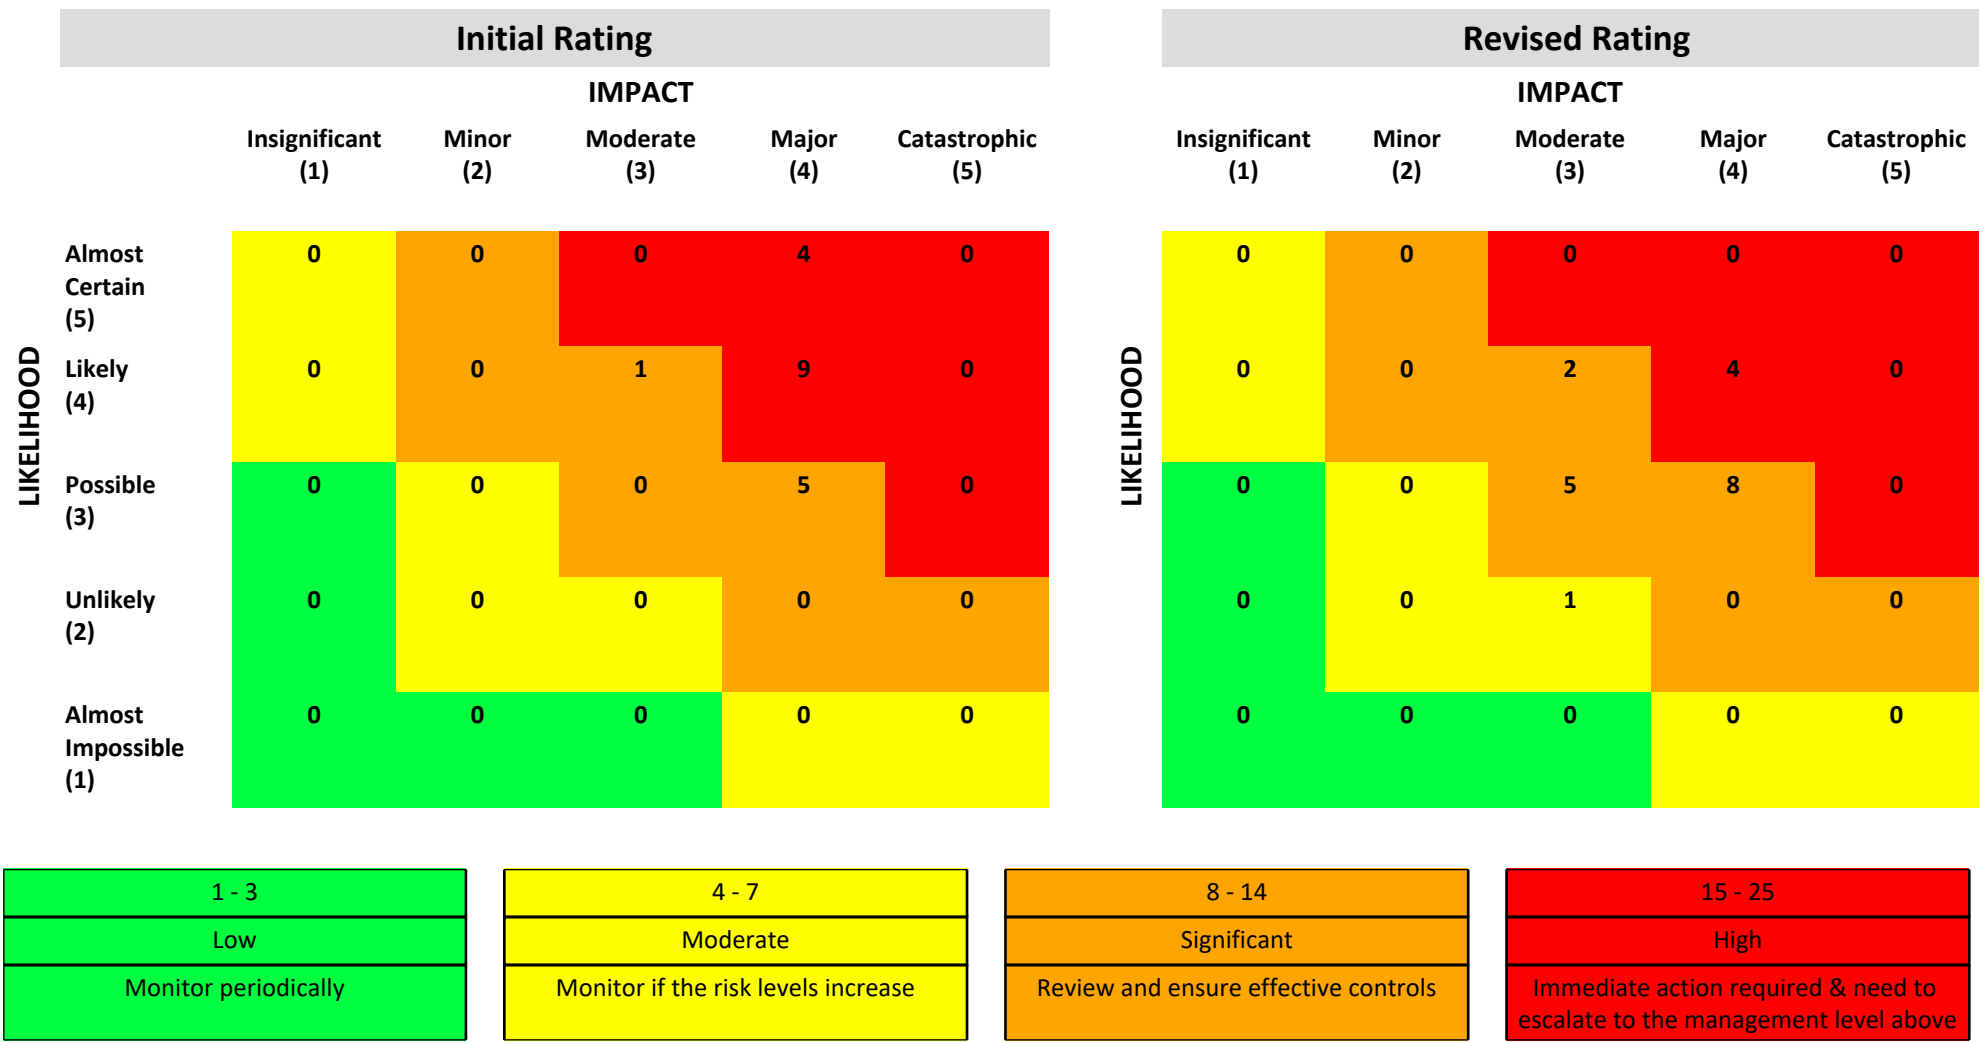 Initial Rating
IMPACT
Insignificant Minor Moderate Major Catastrophic
(1) (2) (3) (4) (5)
LIKELIHOOD
Almost 0 0 0 4 0
Certain
(5)
Likely 0 0 1 9 0
(4)
Possible 0 0 0 5 0
(3)
Unlikely 0 0 0 0 0
(2)
Almost 0 0 0 0 0
Impossible
(1)
Revised Rating
IMPACT
Insignificant Minor Moderate Major Catastrophic
(1) (2) (3) (4) (5)
LIKELIHOOD
0 0 0 0 0
0 0 2 4 0
0 0 5 8 0
0 0 1 0 0
0 0 0 0 0
1 - 3
Low
Monitor periodically
4 - 7
Moderate
Monitor if the risk levels increase
8 - 14
Significant
Review and ensure effective controls
15 - 25
High
Immediate action required & need to
escalate to the management level above